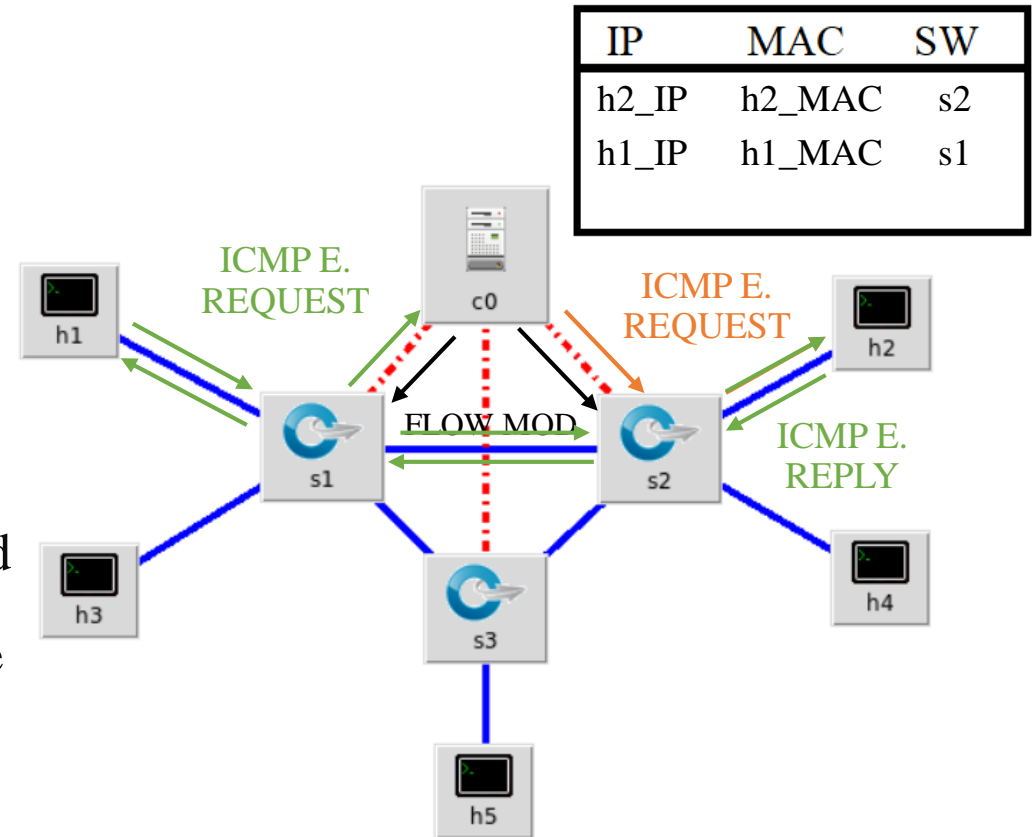 IP MAC SW
h2_IP h2_MAC s2
h1_IP h1_MAC s1
ICMP E.
REQUEST
c0
ICMP E.
REQUEST
h1
h2
FLOW MOD
s1
s2
ICMP E.
REPLY
h3
s3
h4
h5